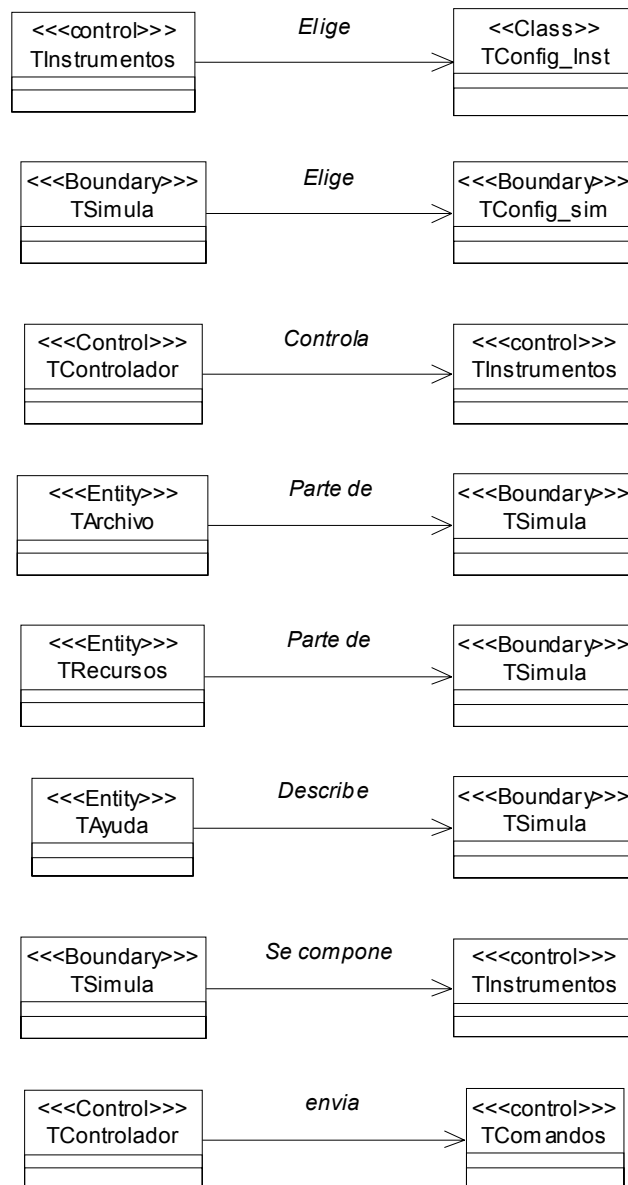 <<control>>>
TInstrumentos
Elige
<<Class>>
TConfig_Inst
<<<Boundary>>>
TSimula
Elige
<<<Boundary>>>
TConfig_sim
<<<Control>>>
TControlador
Controla
<<<control>>>
TInstrumentos
<<<Entity>>>
TArchivo
Parte de
<<<Boundary>>>
TSimula
<<<Entity>>>
TRecursos
Parte de
<<<Boundary>>>
TSimula
<<<Entity>>>
TAyuda
Describe
<<<Boundary>>>
TSimula
<<<Boundary>>>
TSimula
Se compone
<<<control>>>
TInstrumentos
<<<Control>>>
TControlador
envia
<<<control>>>
TComandos